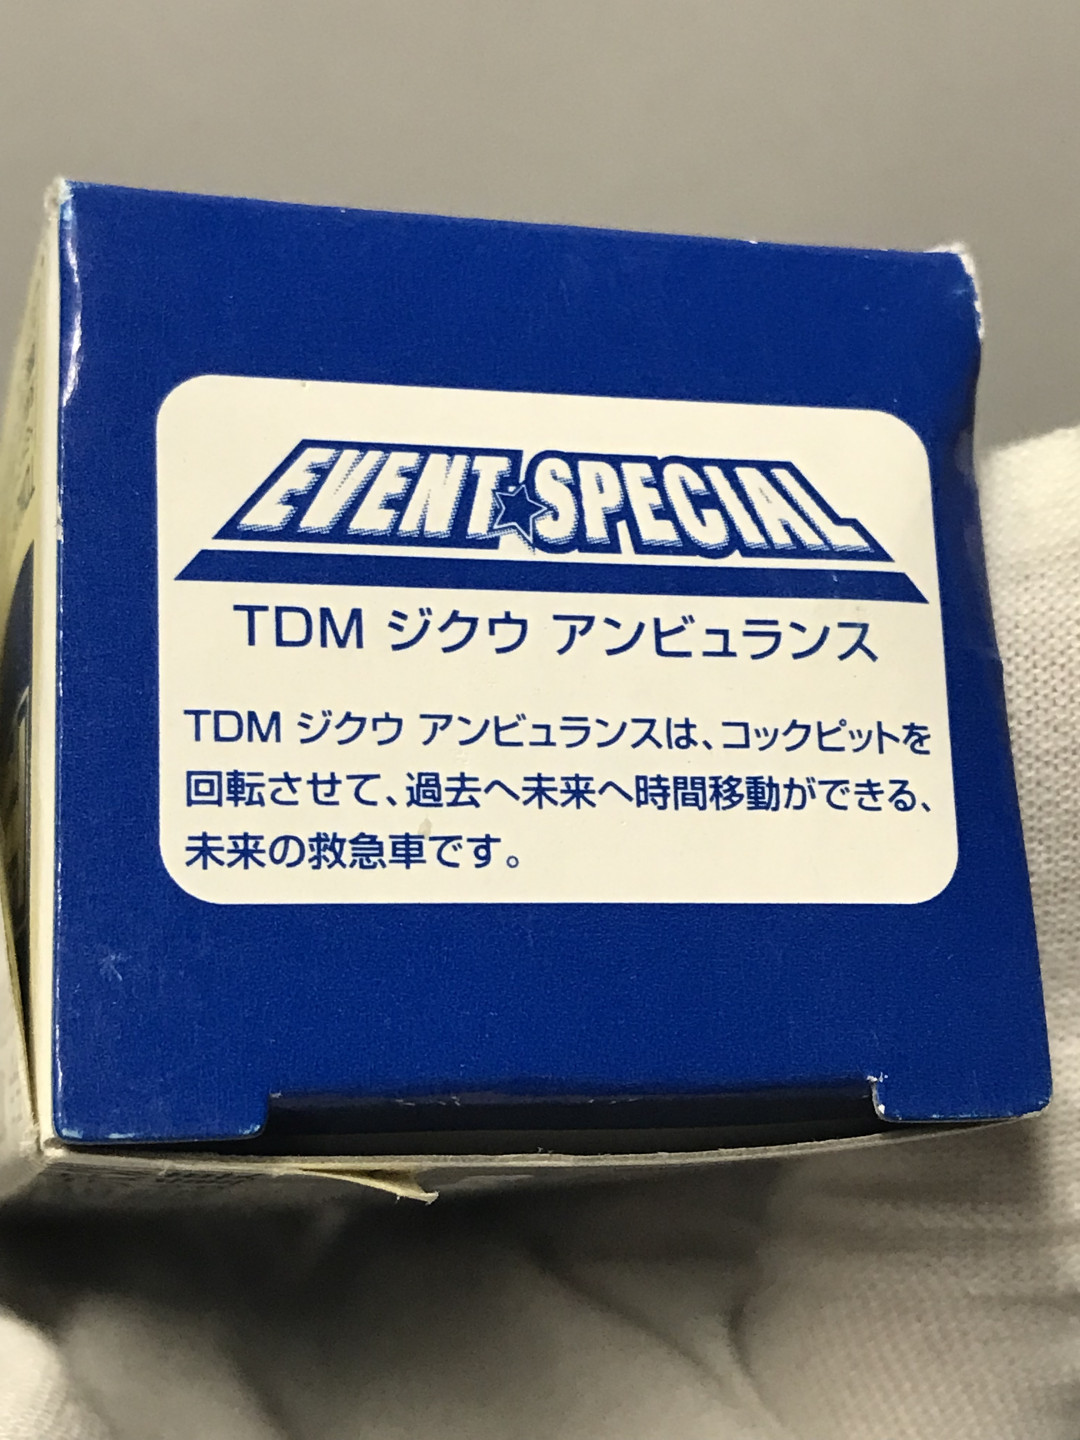 EVENT☆SPECIAL
TDM ジクウ アンビュランス
TDM ジクウ アンビュランスは、コックピットを
回転させて、過去へ未来へ時間移動ができる、
未来の救急車です。